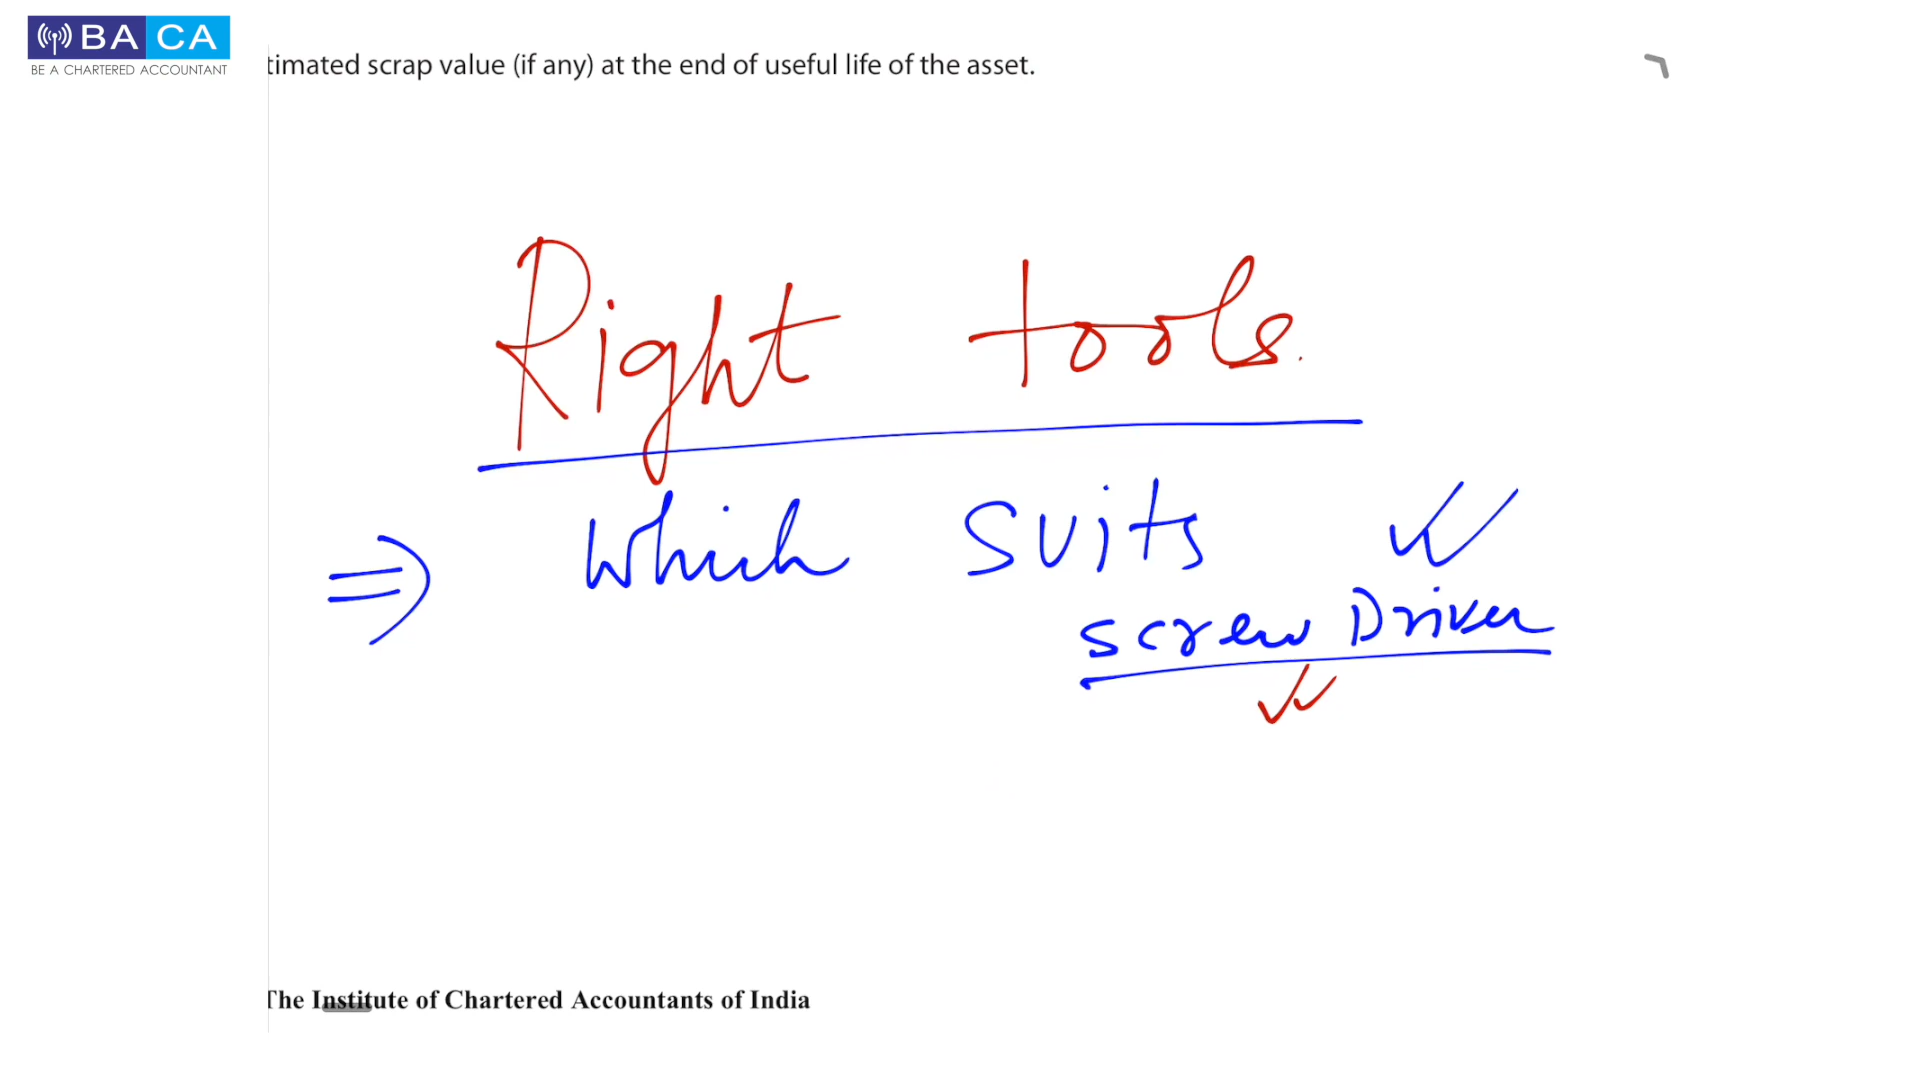 BA CA
BE A CHARTERED ACCOUNTANT
timated scrap value (if any) at the end of useful life of the asset.
Right tools.
⇒ Which suits
screw Driver
The Institute of Chartered Accountants of India